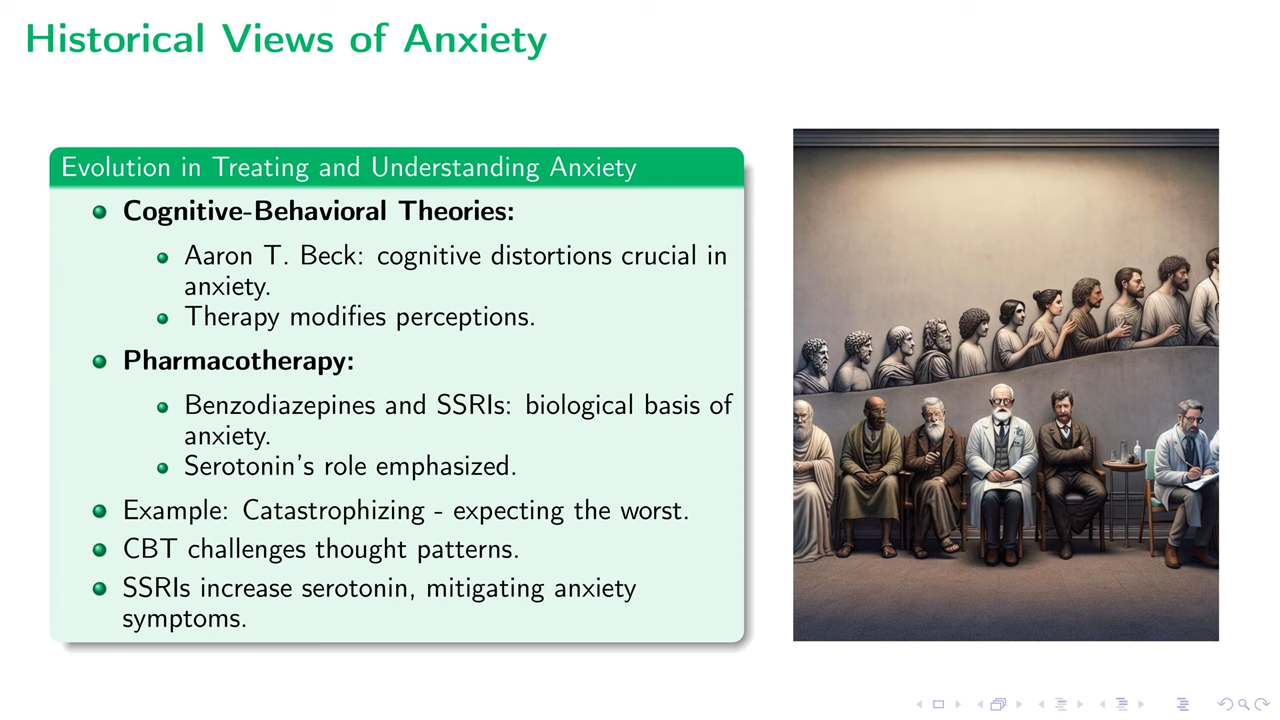 Historical Views of Anxiety
Evolution in Treating and Understanding Anxiety
Cognitive-Behavioral Theories:
Aaron T. Beck: cognitive distortions crucial in
anxiety.
Therapy modifies perceptions.
Pharmacotherapy:
Benzodiazepines and SSRIs: biological basis of
anxiety.
Serotonin's role emphasized.
Example: Catastrophizing - expecting the worst.
CBT challenges thought patterns.
SSRIs increase serotonin, mitigating anxiety
symptoms.